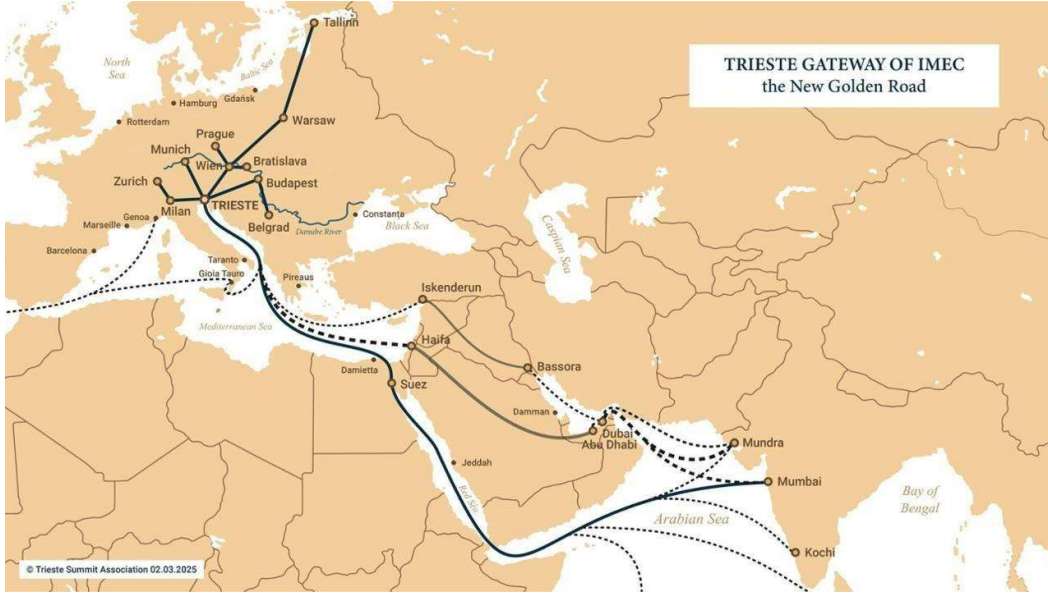 Tallinn
North
Sea
Baltic Sea
TRIESTE GATEWAY OF IMEC
the New Golden Road
Hamburg
Gdańsk
Rotterdam
Warsaw
Prague
Munich
Wien
Bratislava
Zurich
Budapest
Milan
TRIESTE
Belgrad
Danube River
Constanța
Black Sea
Caspian Sea
Genoa
Marseille
Barcelona
Taranto
Gioia Tauro
Pireaus
Iskenderun
Mediterranean Sea
Haifa
Damietta
Suez
Bassora
Damman
Dubai
Abu Dhabi
Mundra
Jeddah
Mumbai
Red Sea
Arabian Sea
Bay of
Bengal
Kochi
© Trieste Summit Association 02.03.2025